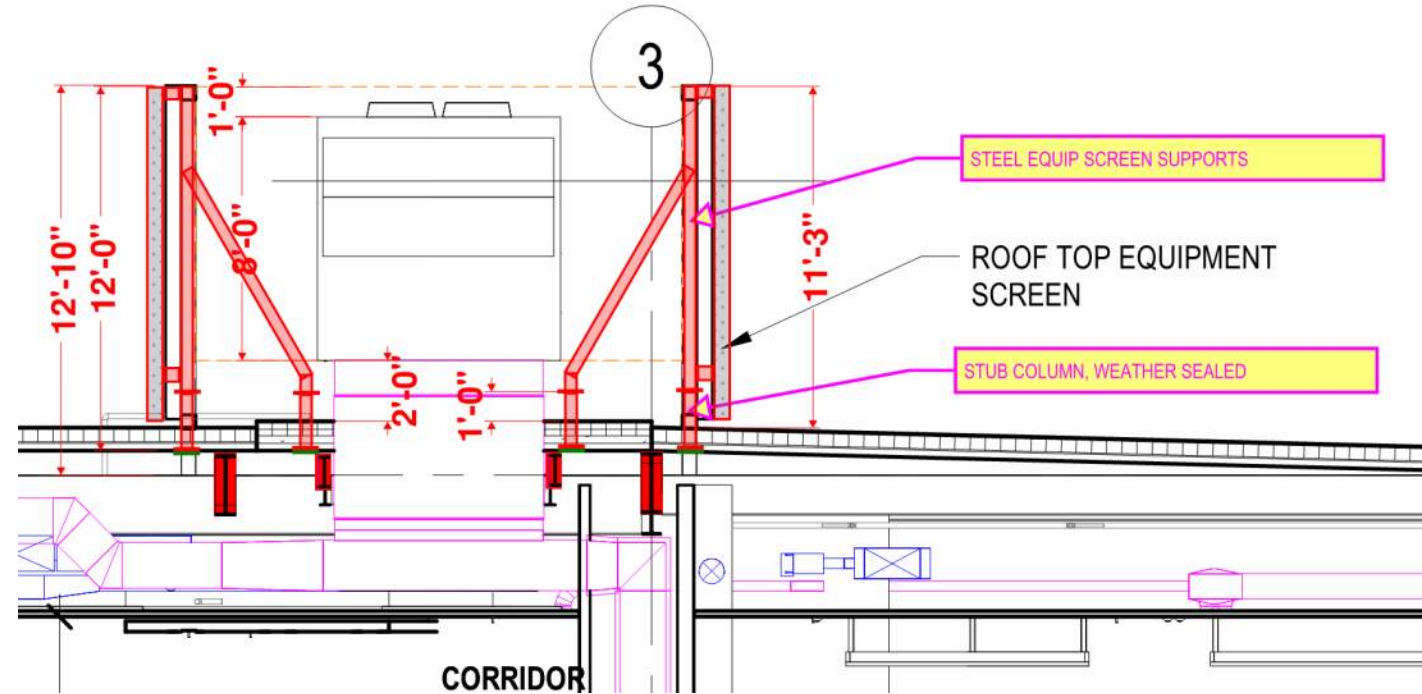 3
1'-0"
12'-10"
12'-0"
8'-0"
11'-3"
STEEL EQUIP SCREEN SUPPORTS
ROOF TOP EQUIPMENT
SCREEN
STUB COLUMN, WEATHER SEALED
2'-0"
1'-0"
CORRIDOR